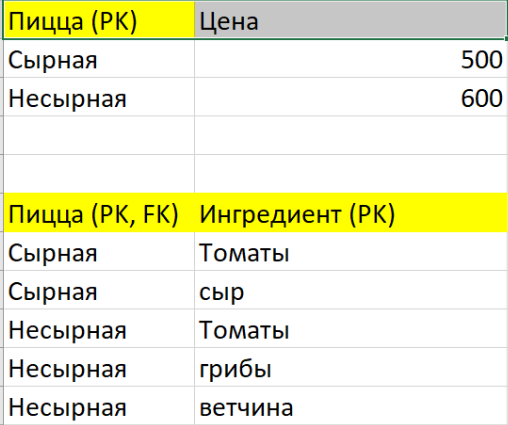 Пицца (PK) Цена
Сырная 500
Несырная 600
Пицца (PK, FK) Ингредиент (PK)
Сырная Томаты
Сырная сыр
Несырная Томаты
Несырная грибы
Несырная ветчина